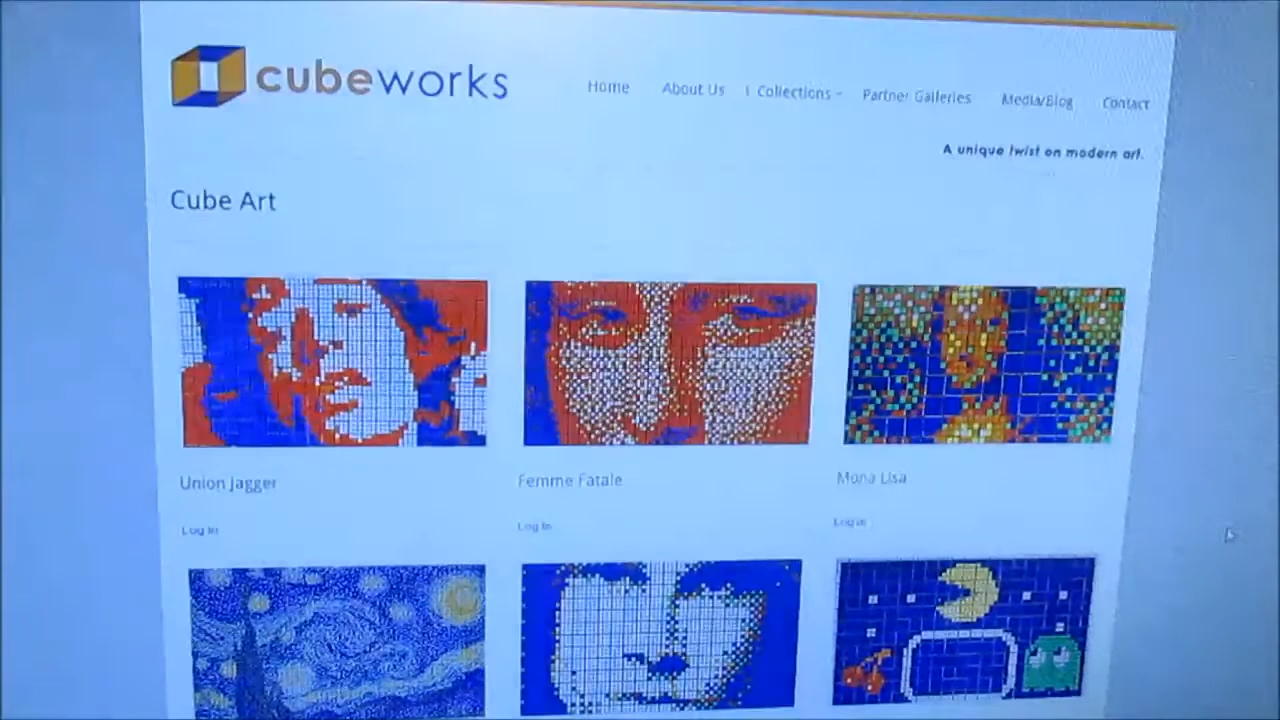 cubeworks
Home About Us Collections Partner Galleries Media/Blog Contact
A unique twist on modern art.
Cube Art
Union Jagger Femme Fatale Mona Lisa
Log In Log In Log in